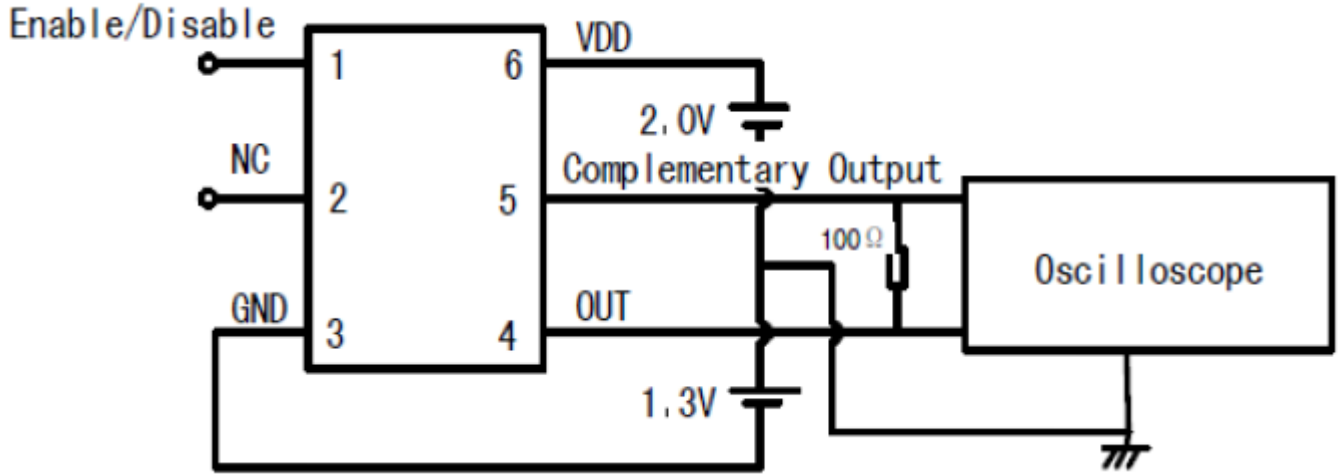 Enable/Disable
VDD
1
6
2.0V
NC
Complementary Output
2
5
100Ω
Oscilloscope
GND
OUT
3
4
1.3V